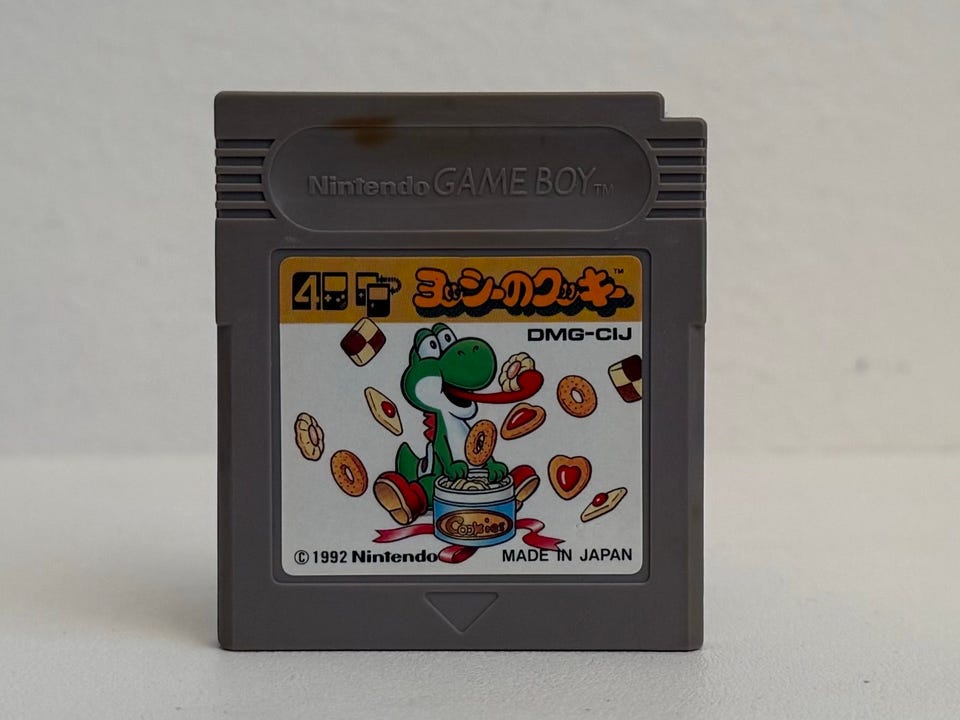 Nintendo GAME BOY™
4 ヨッシーのクッキー™
DMG-CIJ
Cookies
©1992 Nintendo
MADE IN JAPAN